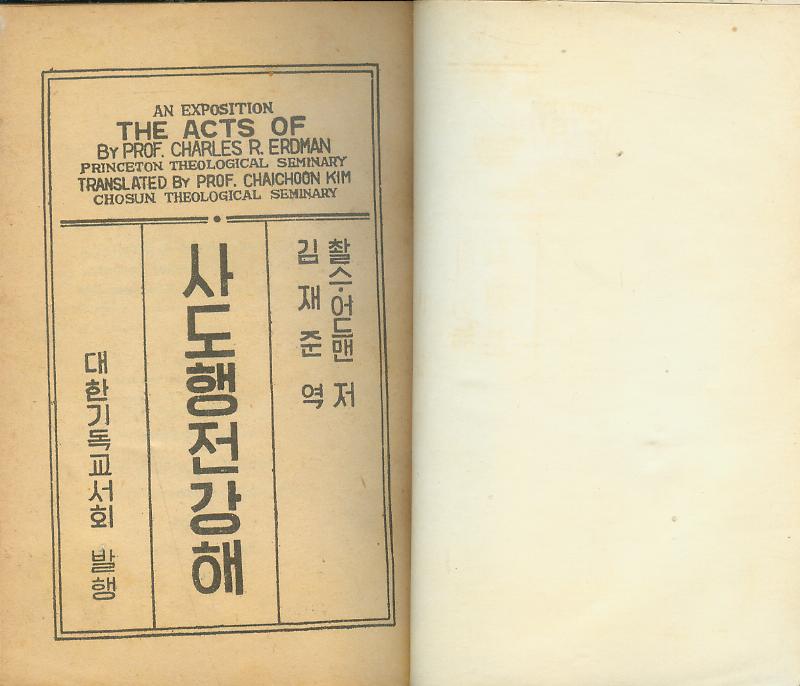 AN EXPOSITION
THE ACTS OF
By PROF. CHARLES R. ERDMAN
PRINCETON THEOLOGICAL SEMINARY
TRANSLATED By PROF. CHAICHOON KIM
CHOSUN THEOLOGICAL SEMINARY
촬스·어드맨 저
김재준 역
사도행전강해
대한기독교서회 발행